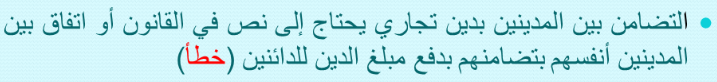 • التضامن بين المدينين بدين تجاري يحتاج إلى نص في القانون أو اتفاق بين
المدينين أنفسهم بتضامنهم بدفع مبلغ الدين للدائنين (خطأ)